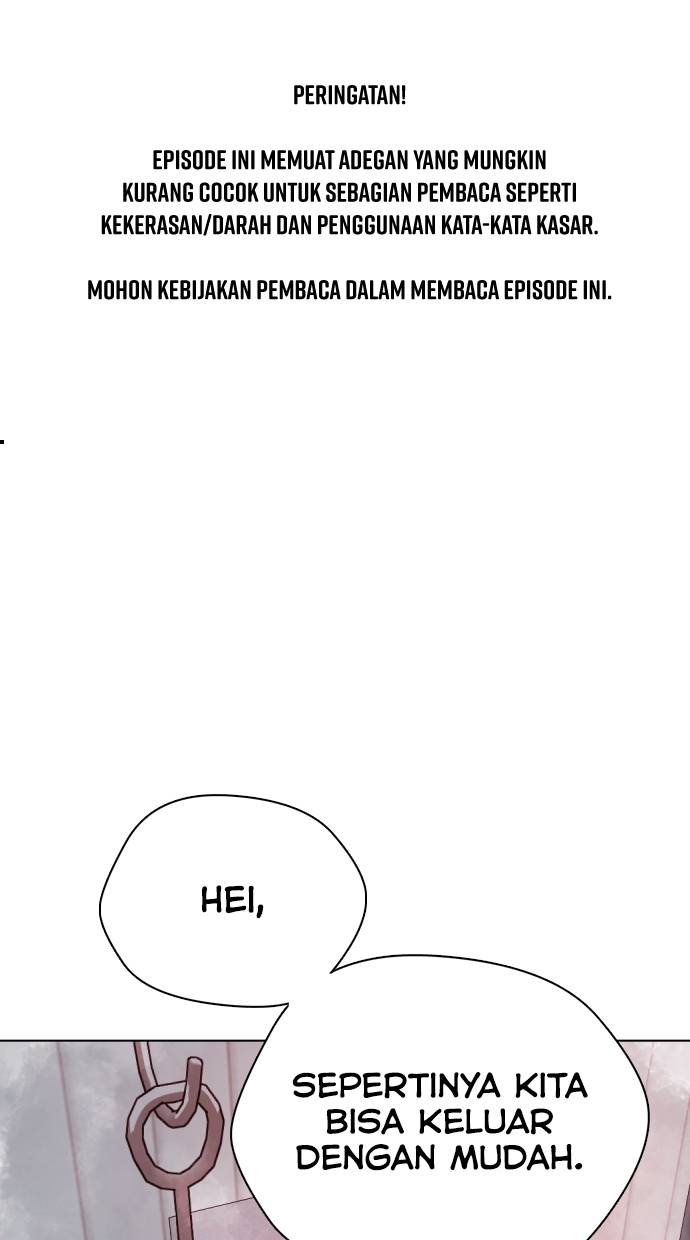 PERINGATAN!
EPISODE INI MEMUAT ADEGAN YANG MUNGKIN
KURANG COCOK UNTUK SEBAGIAN PEMBACA SEPERTI
KEKERASAN/DARAH DAN PENGGUNAAN KATA-KATA KASAR.
MOHON KEBIJAKAN PEMBACA DALAM MEMBACA EPISODE INI.
HEI,
SEPERTINYA KITA
BISA KELUAR
DENGAN MUDAH.